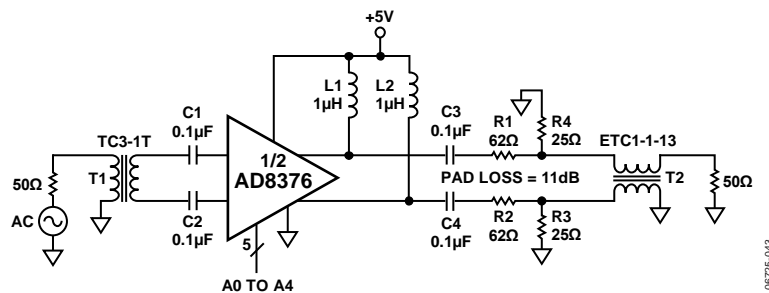 +5V
L1
1µH
L2
1µH
C1
0.1µF
C3
0.1µF
R1
62Ω
R4
25Ω
TC3-1T
ETC1-1-13
50Ω
T1
1/2
AD8376
PAD LOSS = 11dB
T2
50Ω
AC
C2
0.1µF
C4
0.1µF
R2
62Ω
R3
25Ω
5
A0 TO A4
06725-043